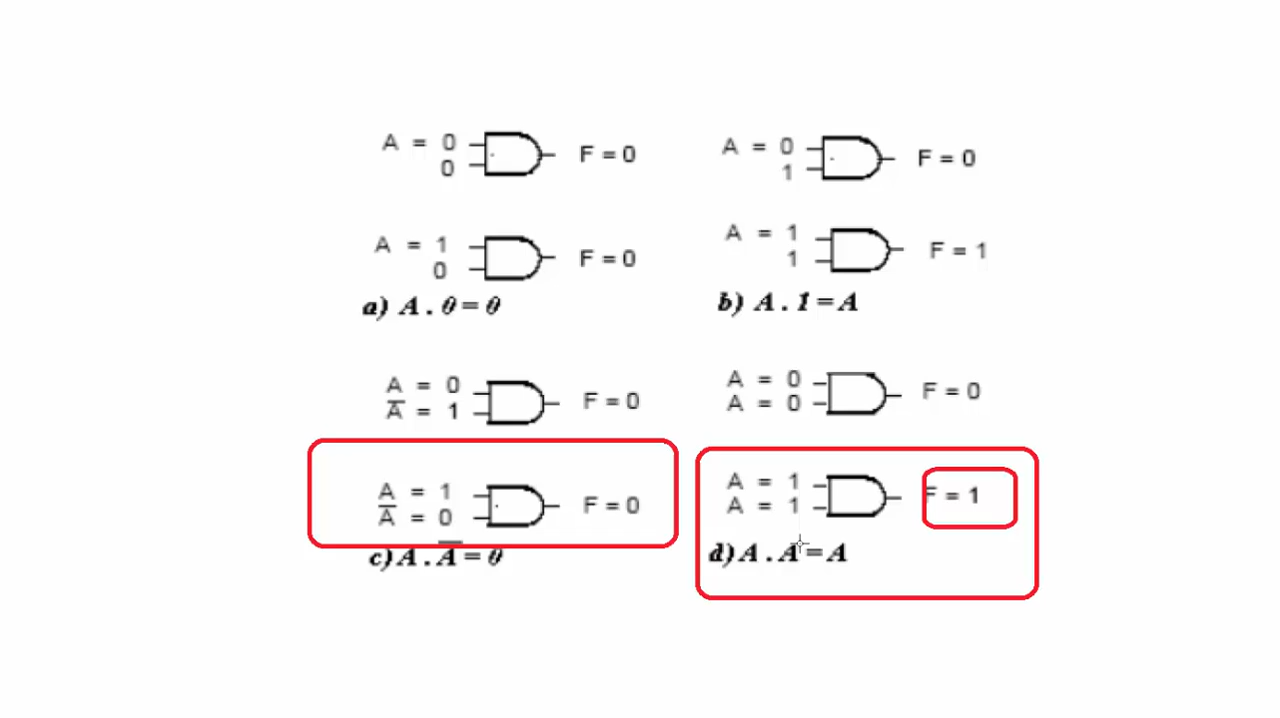 A = 0
0
F = 0
A = 1
0
F = 0
a) A . 0 = 0
A = 0
1
F = 0
A = 1
1
F = 1
b) A . 1 = A
A = 0
A̅ = 1
F = 0
A = 1
A̅ = 0
F = 0
c) A . A̅ = 0
A = 0
A = 0
F = 0
A = 1
A = 1
F = 1
d) A . A = A